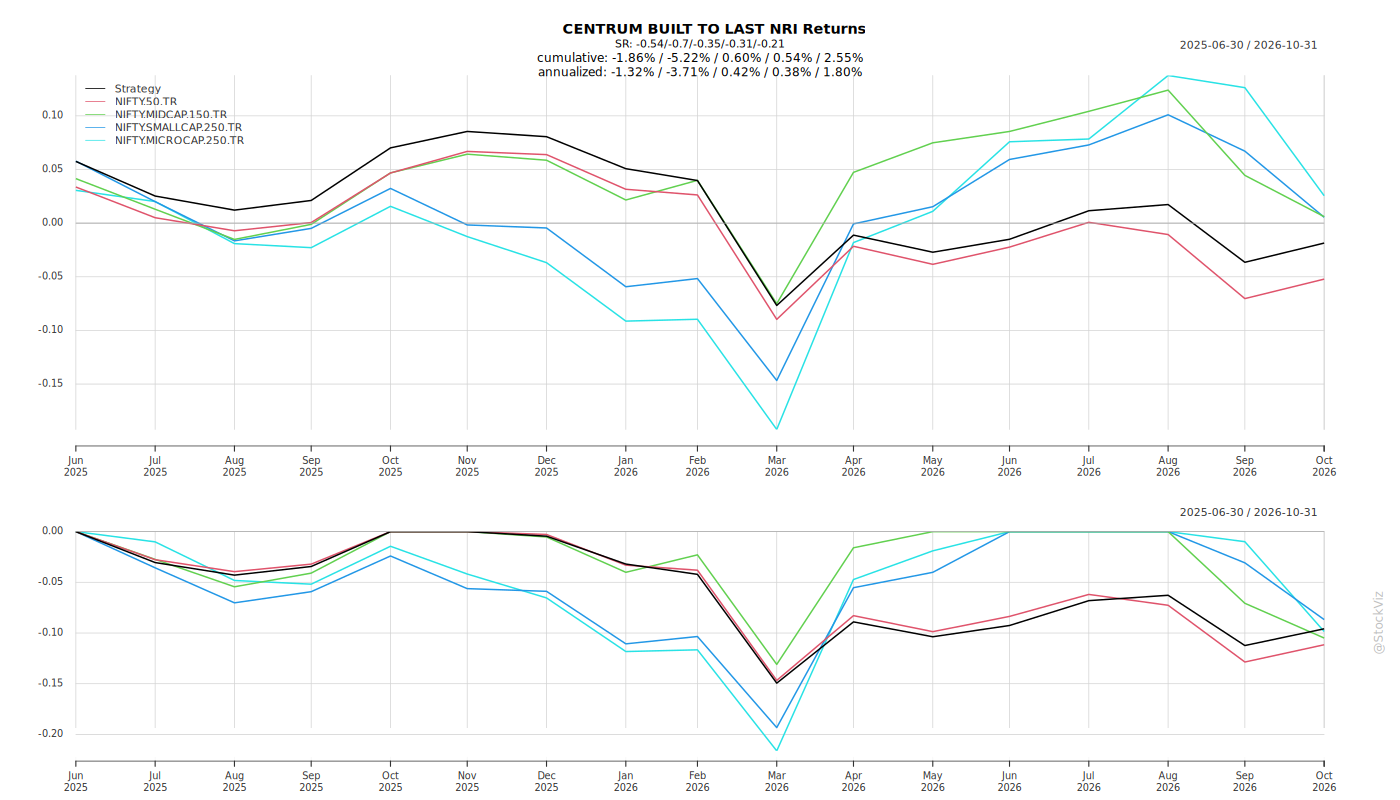 CENTRUM BUILT TO LAST NRI Returns
SR: -0.54/-0.7/-0.35/-0.31/-0.21
cumulative: -1.86% / -5.22% / 0.60% / 0.54% / 2.55%
annualized: -1.32% / -3.71% / 0.42% / 0.38% / 1.80%
2025-06-30 / 2026-10-31
Strategy
NIFTY.50.TR
NIFTY.MIDCAP.150.TR
NIFTY.SMALLCAP.250.TR
NIFTY.MICROCAP.250.TR
0.10
0.05
0.00
-0.05
-0.10
-0.15
Jun Jul Aug Sep Oct Nov Dec Jan Feb Mar Apr May Jun Jul Aug Sep Oct
2025 2025 2025 2025 2025 2025 2025 2026 2026 2026 2026 2026 2026 2026 2026 2026 2026
2025-06-30 / 2026-10-31
0.00
-0.05
-0.10
-0.15
-0.20
Jun Jul Aug Sep Oct Nov Dec Jan Feb Mar Apr May Jun Jul Aug Sep Oct
2025 2025 2025 2025 2025 2025 2025 2026 2026 2026 2026 2026 2026 2026 2026 2026 2026
@StockViz